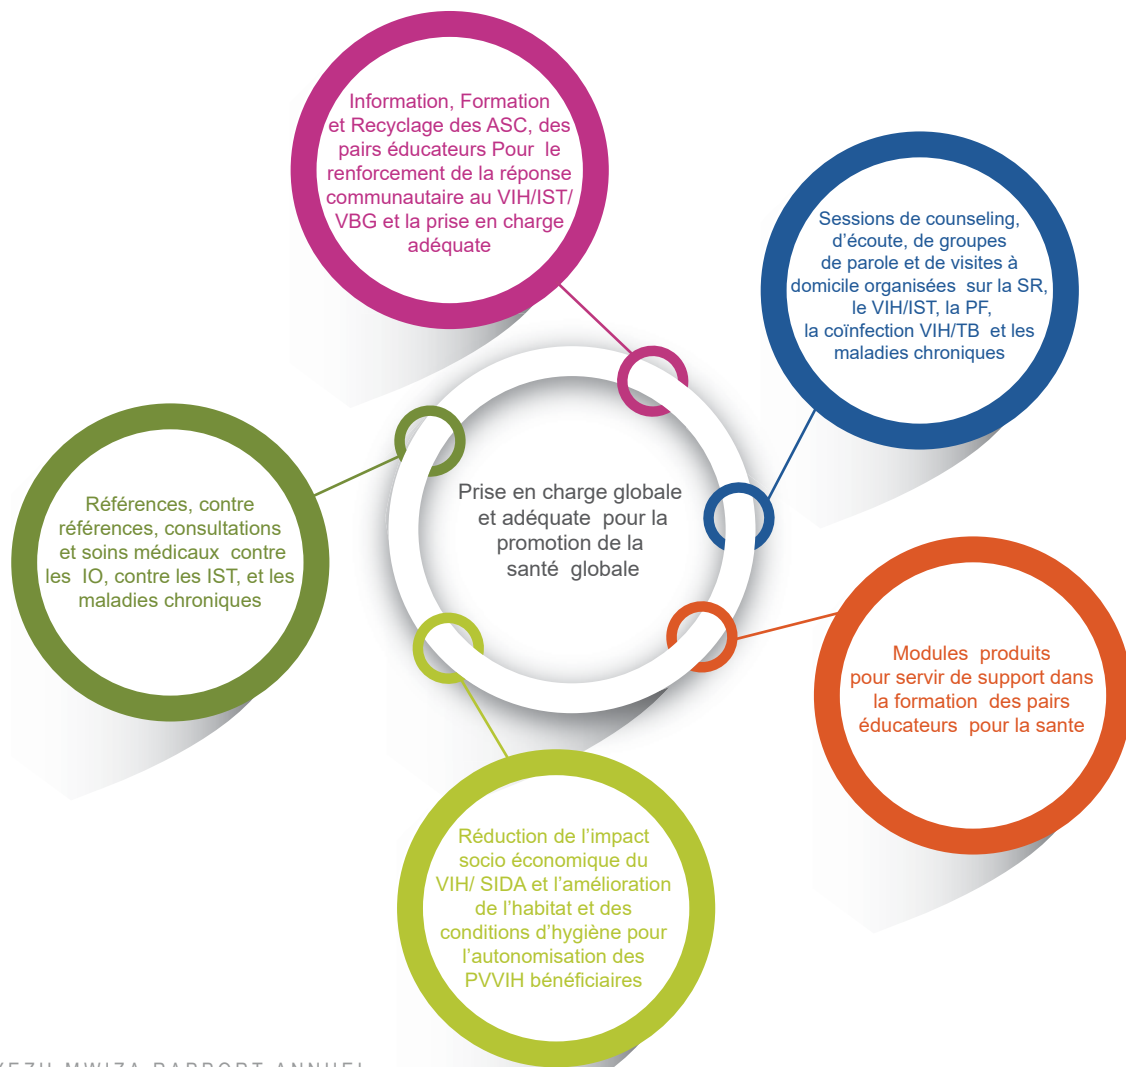 Information, Formation
et Recyclage des ASC, des
pairs éducateurs Pour le
renforcement de la réponse
communautaire au VIH/IST/
VBG et la prise en charge
adéquate
Sessions de counseling,
d'écoute, de groupes
de parole et de visites à
domicile organisées sur la SR,
le VIH/IST, la PF,
la coïnfection VIH/TB et les
maladies chroniques
Prise en charge globale
et adéquate pour la
promotion de la
santé globale
Références, contre
références, consultations
et soins médicaux contre
les IO, contre les IST, et les
maladies chroniques
Modules produits
pour servir de support dans
la formation des pairs
éducateurs pour la sante
Réduction de l'impact
socio économique du
VIH/ SIDA et l'amélioration
de l'habitat et des
conditions d'hygiène pour
l'autonomisation des
PVVIH bénéficiaires
MWIZA RAPPORT ANNUEL